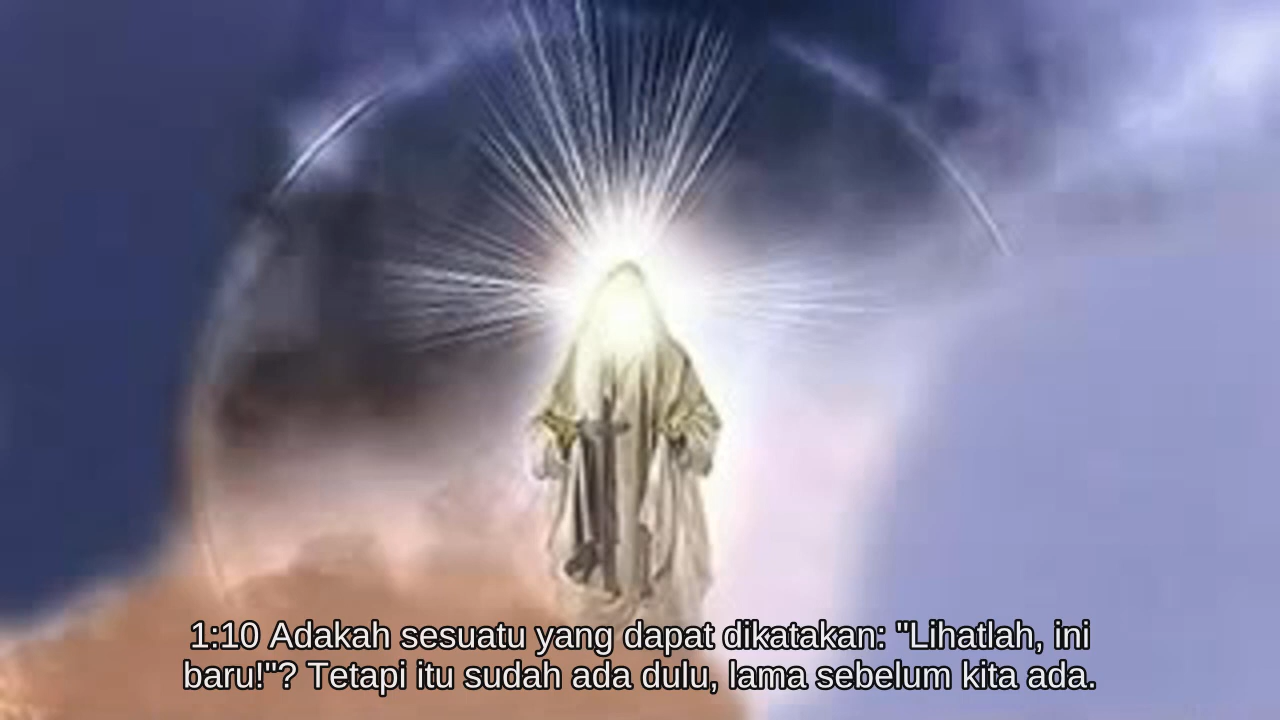 1:10 Adakah sesuatu yang dapat dikatakan: "Lihatlah, ini
baru!"? Tetapi itu sudah ada dulu, lama sebelum kita ada.